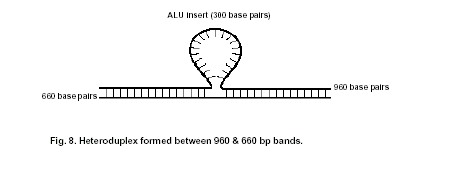 ALU insert (300 base pairs)
960 base pairs
660 base pairs
Fig. 8. Heteroduplex formed between 960 & 660 bp bands.